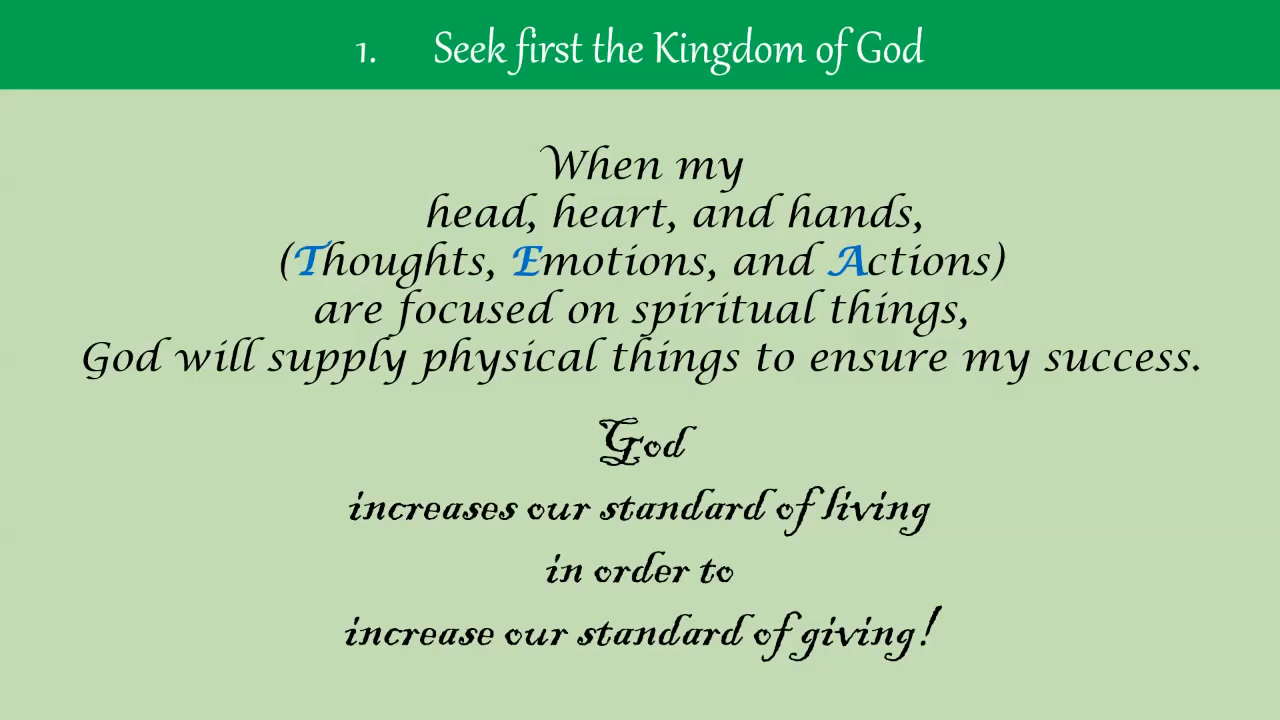 1. Seek first the Kingdom of God
When my
head, heart, and hands,
(Thoughts, Emotions, and Actions)
are focused on spiritual things,
God will supply physical things to ensure my success.
God
increases our standard of living
in order to
increase our standard of giving!